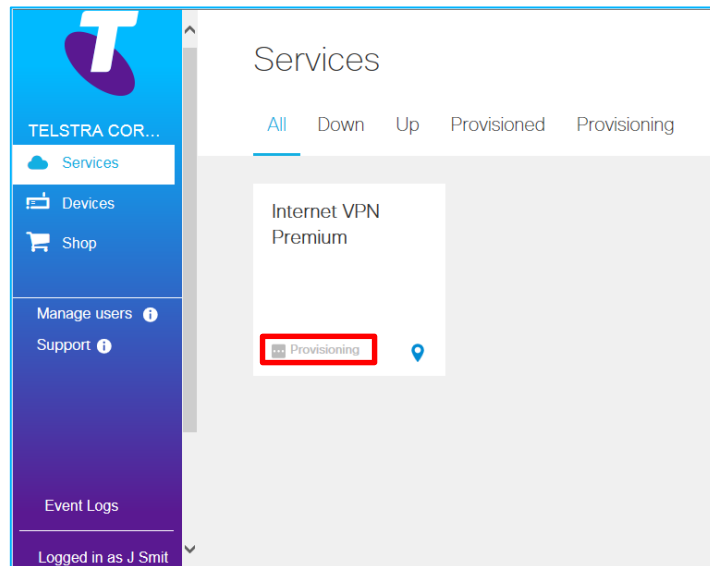 T
TELSTRA COR...
Services
Devices
Shop
Manage users i
Support i
Event Logs
Logged in as J Smit
Services
All Down Up Provisioned Provisioning
Internet VPN
Premium
Provisioning